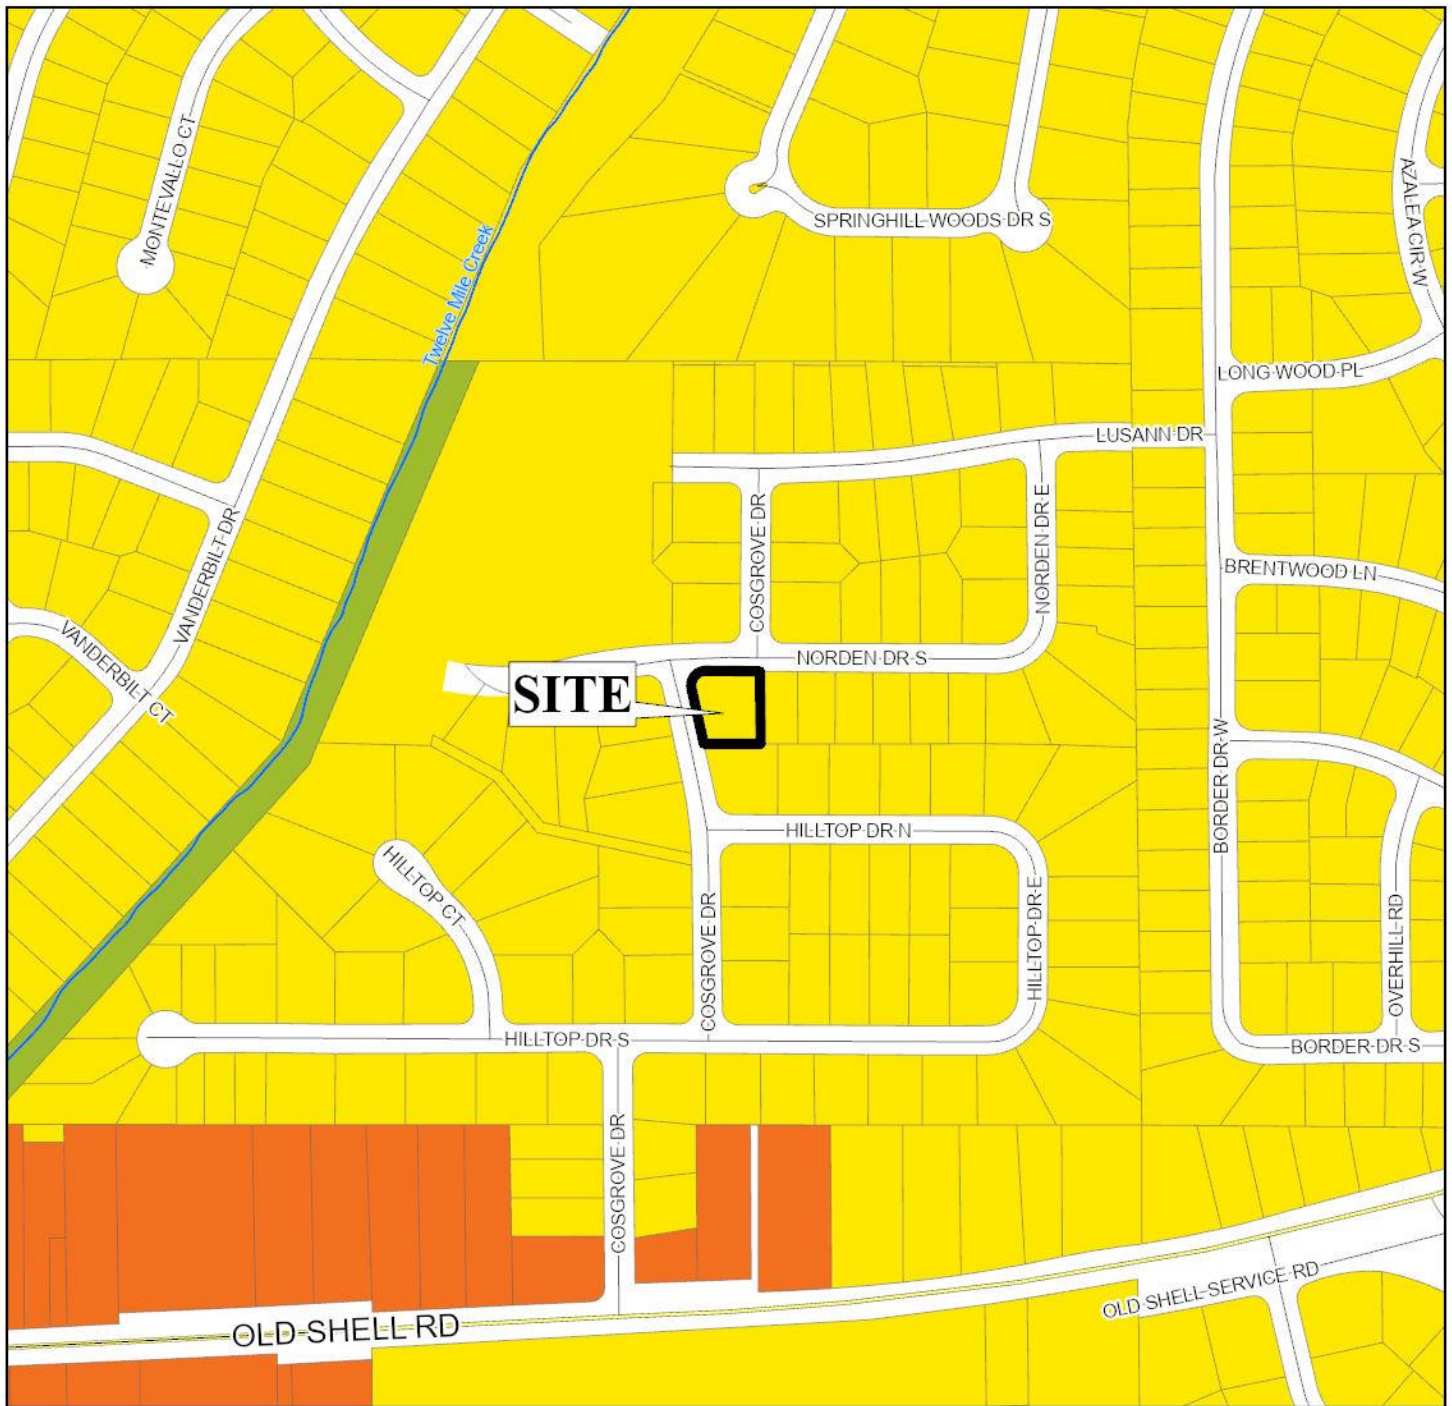 MONTEVALLO CT
SPRINGHILL WOODS DR S
AZALEA CIR W
Twelve Mile Creek
LONG WOOD PL
LUSANN DR
VANDERBILT DR
COSGROVE DR
NORDEN DR E
BRENTWOOD LN
VANDERBILT CT
NORDEN DR S
SITE
BORDER DR W
HILLTOP DR N
HILLTOP CT
COSGROVE DR
HILLTOP DR E
OVERHILL RD
HILLTOP DR S
BORDER DR S
COSGROVE DR
OLD SHELL SERVICE RD
OLD SHELL RD